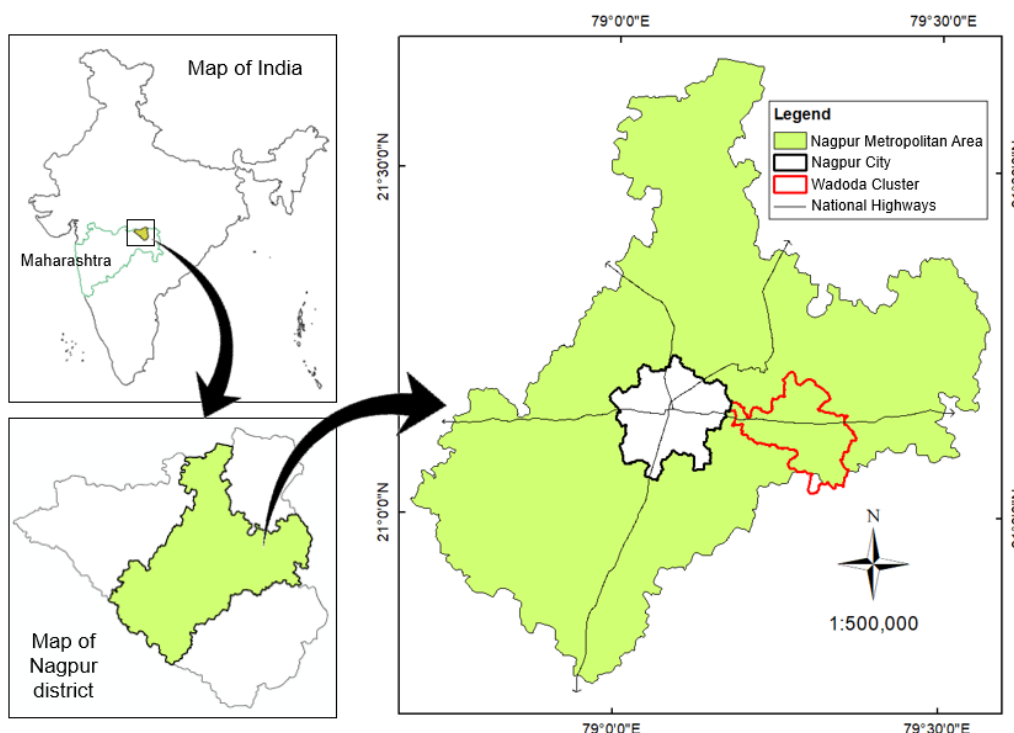 Map of India
Maharashtra
Map of
Nagpur
district
79°0'0"E
79°30'0"E
21°30'0"N
21°0'0"N
Legend
Nagpur Metropolitan Area
Nagpur City
Wadoda Cluster
National Highways
N
1:500,000
79°0'0"E
79°30'0"E